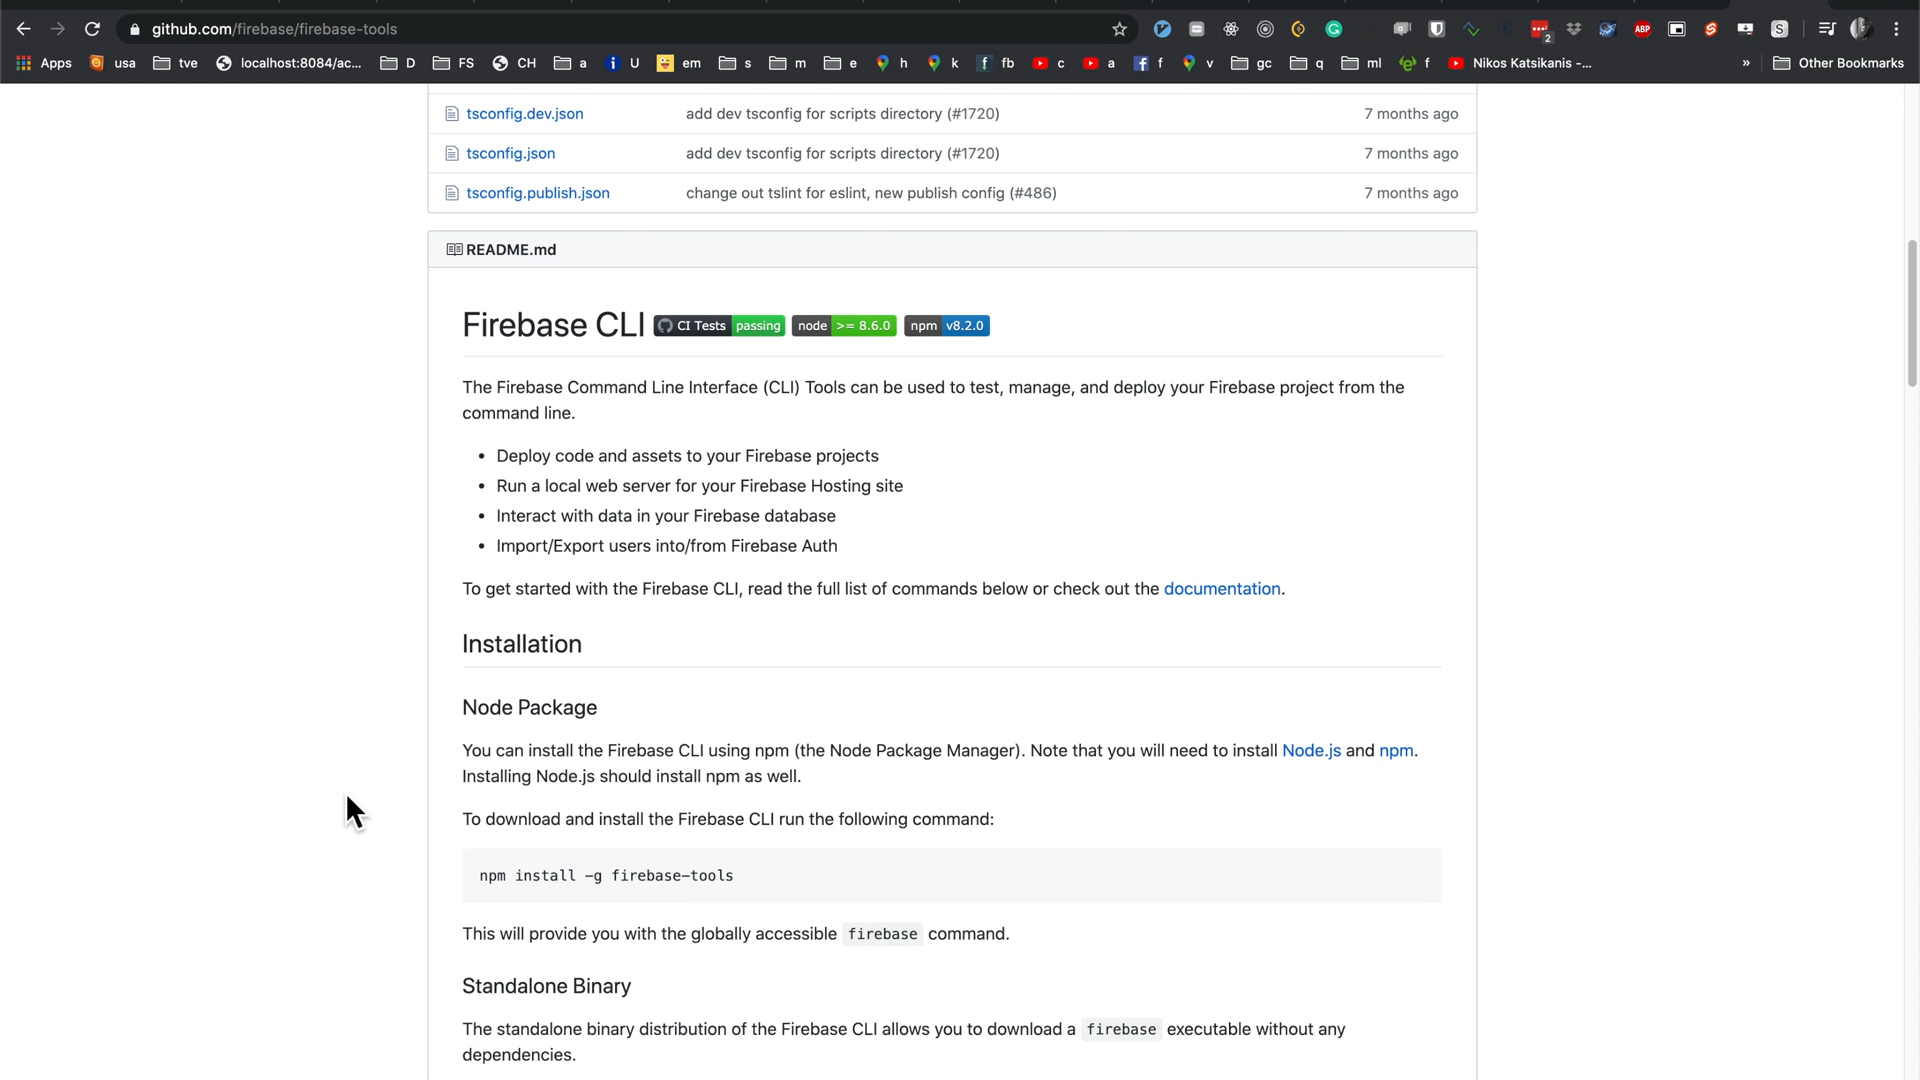 github.com/firebase/firebase-tools
2
ABP
S
Apps usa tve localhost:8084/ac... D FS CH a U em s m e h k fb c a f v gc q ml f Nikos Katsikanis -... » Other Bookmarks
tsconfig.dev.json add dev tsconfig for scripts directory (#1720) 7 months ago
tsconfig.json add dev tsconfig for scripts directory (#1720) 7 months ago
tsconfig.publish.json change out tslint for eslint, new publish config (#486) 7 months ago
README.md
Firebase CLI CI Tests passing node >= 8.6.0 npm v8.2.0
The Firebase Command Line Interface (CLI) Tools can be used to test, manage, and deploy your Firebase project from the
command line.
• Deploy code and assets to your Firebase projects
• Run a local web server for your Firebase Hosting site
• Interact with data in your Firebase database
• Import/Export users into/from Firebase Auth
To get started with the Firebase CLI, read the full list of commands below or check out the documentation.
Installation
Node Package
You can install the Firebase CLI using npm (the Node Package Manager). Note that you will need to install Node.js and npm.
Installing Node.js should install npm as well.
To download and install the Firebase CLI run the following command:
npm install -g firebase-tools
This will provide you with the globally accessible firebase command.
Standalone Binary
The standalone binary distribution of the Firebase CLI allows you to download a firebase executable without any
dependencies.